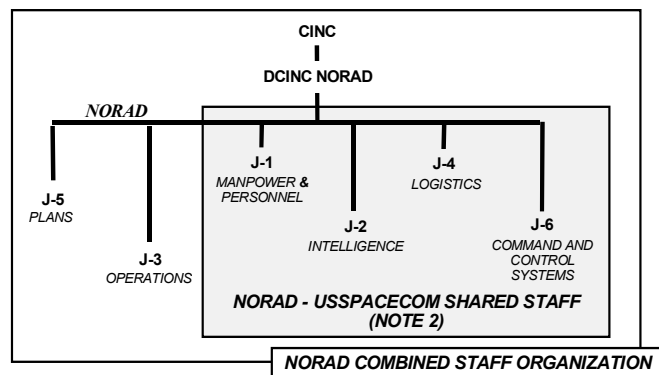 CINC
DCINC NORAD
NORAD
J-5
PLANS
J-3
OPERATIONS
J-1
MANPOWER &
PERSONNEL
J-2
INTELLIGENCE
J-4
LOGISTICS
J-6
COMMAND AND
CONTROL
SYSTEMS
NORAD - USSPACECOM SHARED STAFF
(NOTE 2)
NORAD COMBINED STAFF ORGANIZATION